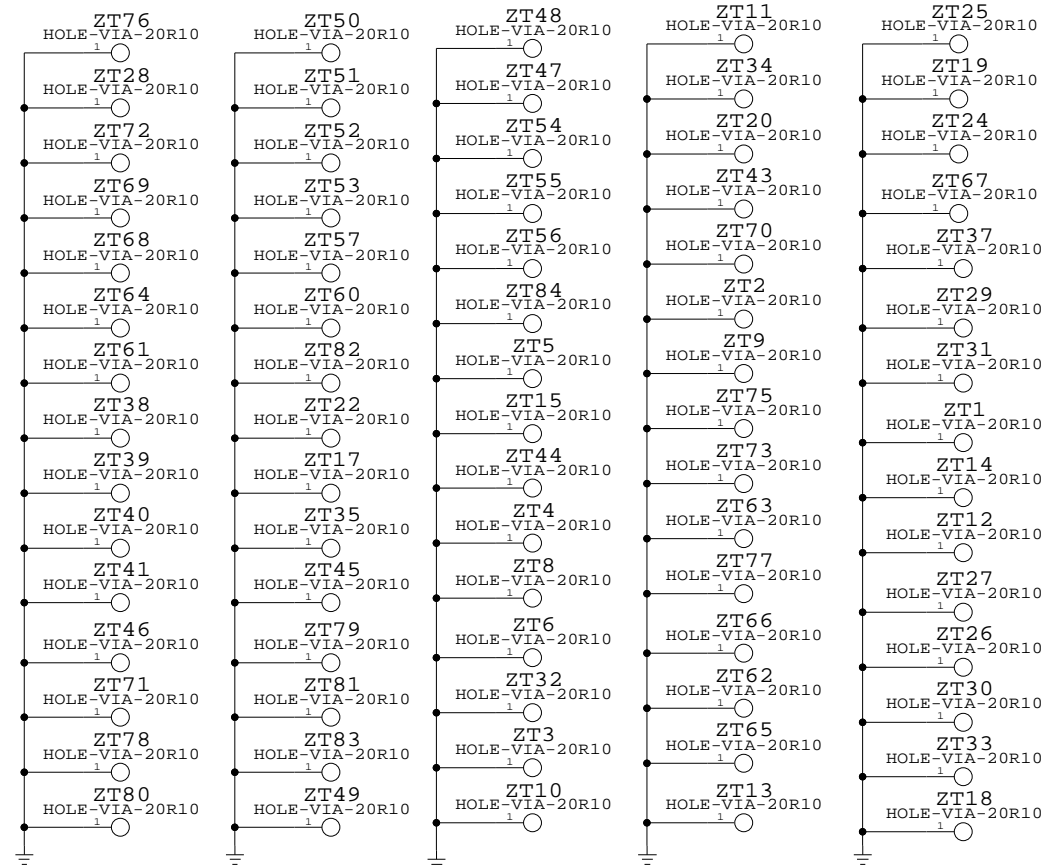 ZT76
HOLE-VIA-20R10
1
ZT28
HOLE-VIA-20R10
1
ZT72
HOLE-VIA-20R10
1
ZT69
HOLE-VIA-20R10
1
ZT68
HOLE-VIA-20R10
1
ZT64
HOLE-VIA-20R10
1
ZT61
HOLE-VIA-20R10
1
ZT38
HOLE-VIA-20R10
1
ZT39
HOLE-VIA-20R10
1
ZT40
HOLE-VIA-20R10
1
ZT41
HOLE-VIA-20R10
1
ZT46
HOLE-VIA-20R10
1
ZT71
HOLE-VIA-20R10
1
ZT78
HOLE-VIA-20R10
1
ZT80
HOLE-VIA-20R10
1
ZT50
HOLE-VIA-20R10
1
ZT51
HOLE-VIA-20R10
1
ZT52
HOLE-VIA-20R10
1
ZT53
HOLE-VIA-20R10
1
ZT57
HOLE-VIA-20R10
1
ZT60
HOLE-VIA-20R10
1
ZT82
HOLE-VIA-20R10
1
ZT22
HOLE-VIA-20R10
1
ZT17
HOLE-VIA-20R10
1
ZT35
HOLE-VIA-20R10
1
ZT45
HOLE-VIA-20R10
1
ZT79
HOLE-VIA-20R10
1
ZT81
HOLE-VIA-20R10
1
ZT83
HOLE-VIA-20R10
1
ZT49
HOLE-VIA-20R10
1
ZT48
HOLE-VIA-20R10
1
ZT47
HOLE-VIA-20R10
1
ZT54
HOLE-VIA-20R10
1
ZT55
HOLE-VIA-20R10
1
ZT56
HOLE-VIA-20R10
1
ZT84
HOLE-VIA-20R10
1
ZT5
HOLE-VIA-20R10
1
ZT15
HOLE-VIA-20R10
1
ZT44
HOLE-VIA-20R10
1
ZT4
HOLE-VIA-20R10
1
ZT8
HOLE-VIA-20R10
1
ZT6
HOLE-VIA-20R10
1
ZT32
HOLE-VIA-20R10
1
ZT3
HOLE-VIA-20R10
1
ZT10
HOLE-VIA-20R10
1
ZT11
HOLE-VIA-20R10
1
ZT34
HOLE-VIA-20R10
1
ZT20
HOLE-VIA-20R10
1
ZT43
HOLE-VIA-20R10
1
ZT70
HOLE-VIA-20R10
1
ZT2
HOLE-VIA-20R10
1
ZT9
HOLE-VIA-20R10
1
ZT75
HOLE-VIA-20R10
1
ZT73
HOLE-VIA-20R10
1
ZT63
HOLE-VIA-20R10
1
ZT77
HOLE-VIA-20R10
1
ZT66
HOLE-VIA-20R10
1
ZT62
HOLE-VIA-20R10
1
ZT65
HOLE-VIA-20R10
1
ZT13
HOLE-VIA-20R10
1
ZT25
HOLE-VIA-20R10
1
ZT19
HOLE-VIA-20R10
1
ZT24
HOLE-VIA-20R10
1
ZT67
HOLE-VIA-20R10
1
ZT37
HOLE-VIA-20R10
1
ZT29
HOLE-VIA-20R10
1
ZT31
HOLE-VIA-20R10
1
ZT1
HOLE-VIA-20R10
1
ZT14
HOLE-VIA-20R10
1
ZT12
HOLE-VIA-20R10
1
ZT27
HOLE-VIA-20R10
1
ZT26
HOLE-VIA-20R10
1
ZT30
HOLE-VIA-20R10
1
ZT33
HOLE-VIA-20R10
1
ZT18
HOLE-VIA-20R10
1